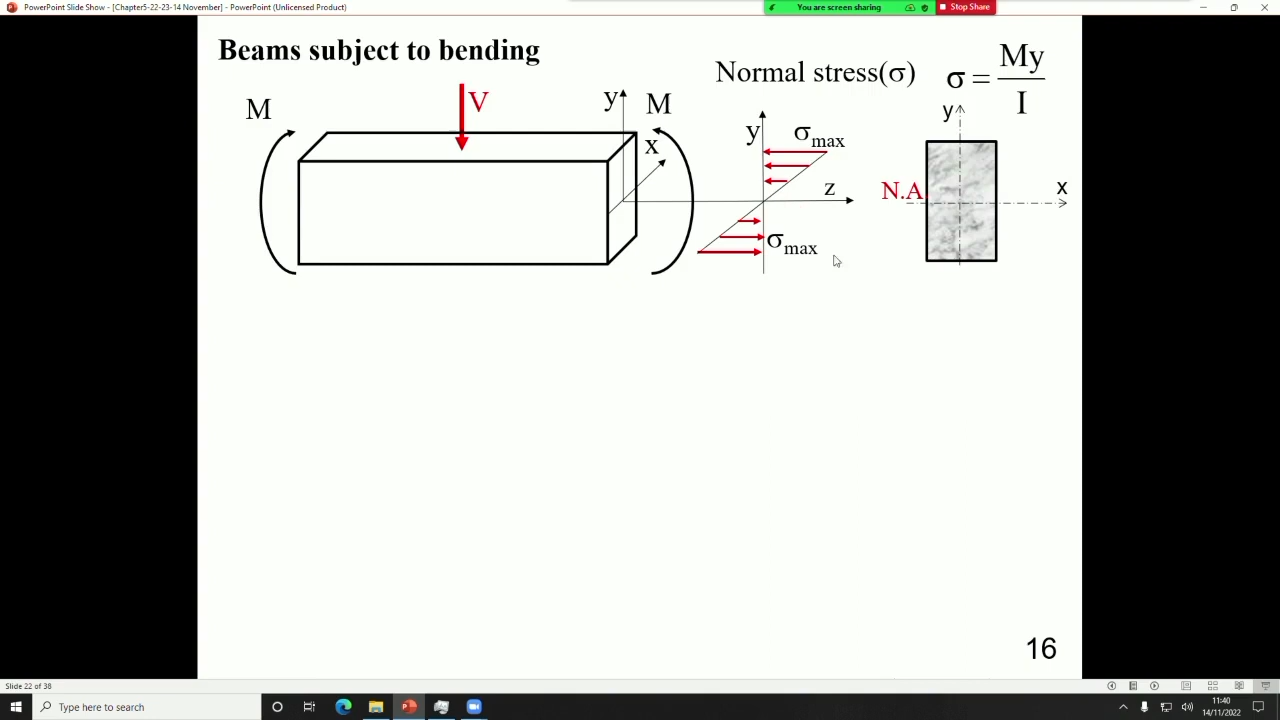 PowerPoint Slide Show - [Chapter5-22-23-14 November] - PowerPoint (Unlicensed Product)
You are screen sharing
Stop Share
Beams subject to bending
Normal stress(σ)
σ = My
I
M
V
y
M
x
y
σmax
z
σmax
y
N.A.
x
16
Slide 22 of 38
Type here to search
11:40
14/11/2022